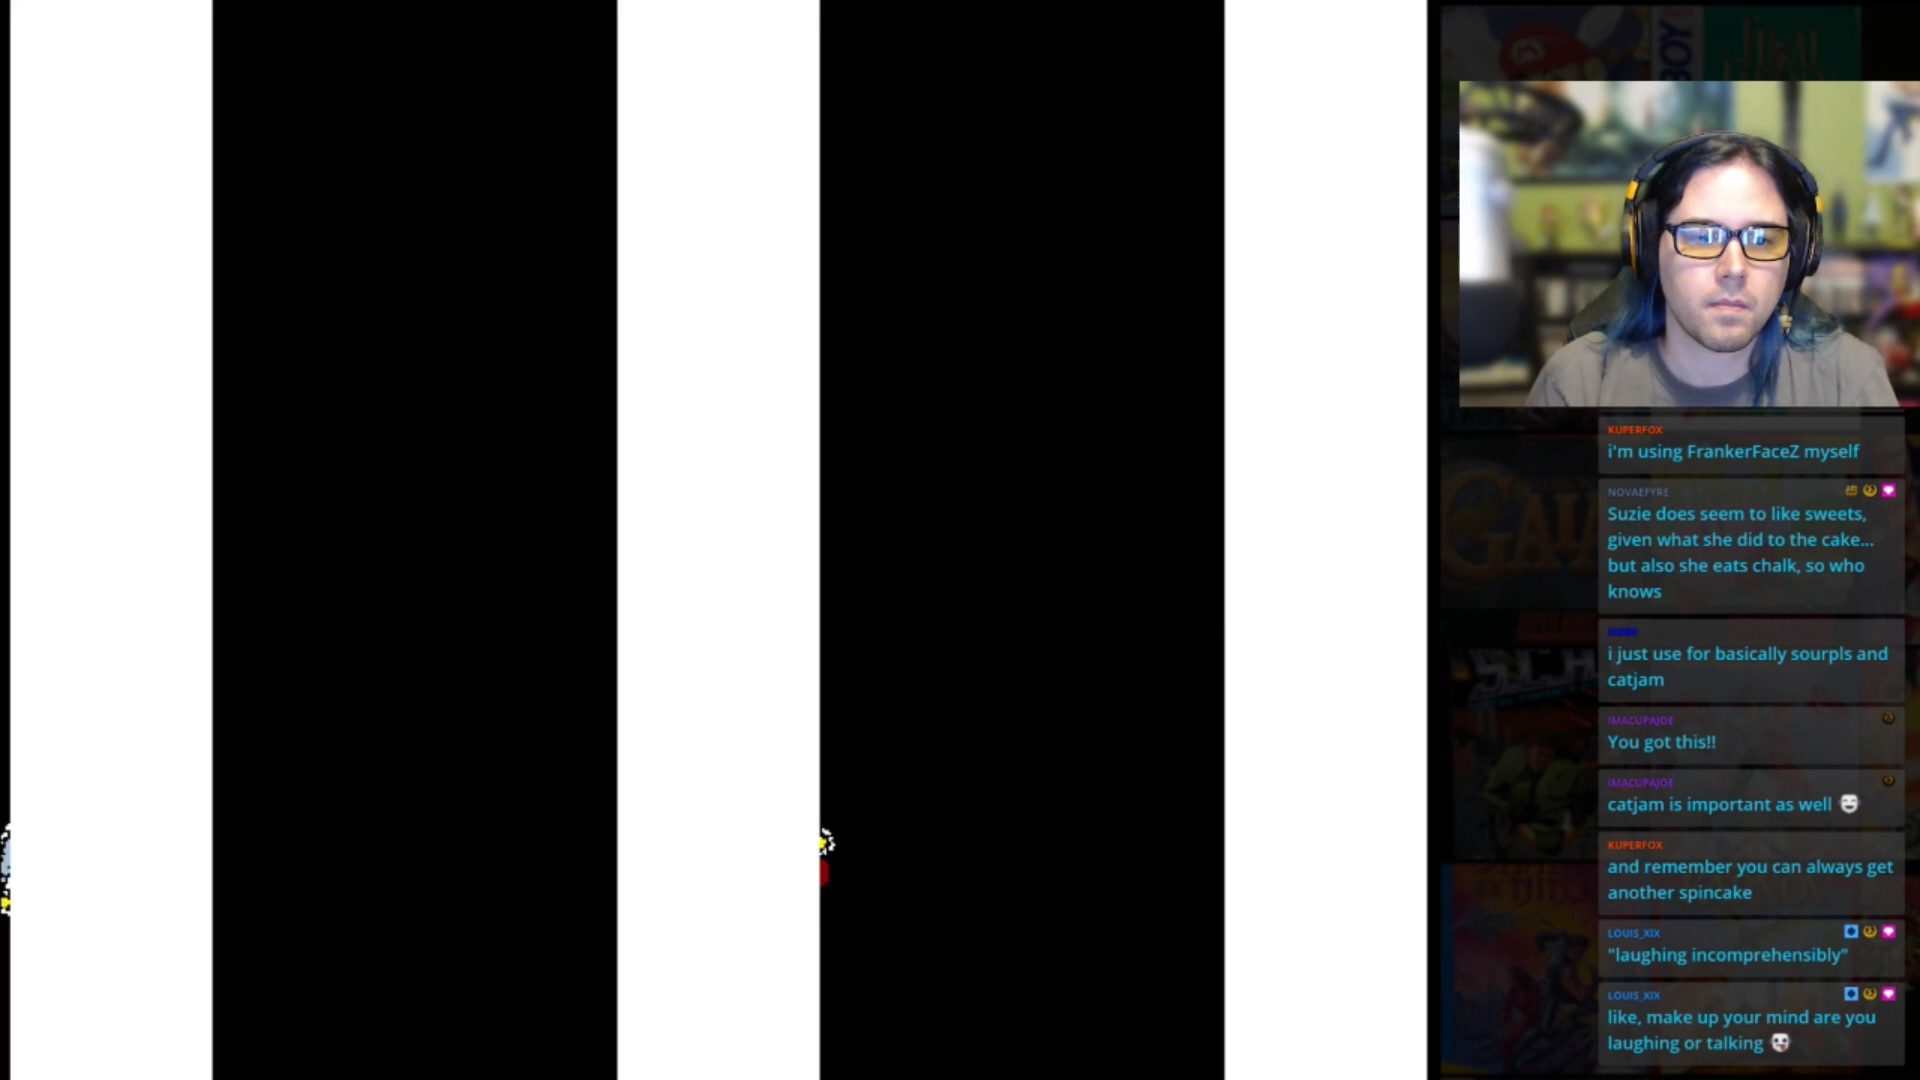 BOY
FINAL
GAIA
KUPERFOX
i'm using FrankerFaceZ myself
NOVAEFYRE
Suzie does seem to like sweets,
given what she did to the cake...
but also she eats chalk, so who
knows
i just use for basically sourpls and
catjam
IMACUPAJOE
You got this!!
IMACUPAJOE
catjam is important as well
KUPERFOX
and remember you can always get
another spincake
LOUIS_XIX
"laughing incomprehensibly"
LOUIS_XIX
like, make up your mind are you
laughing or talking